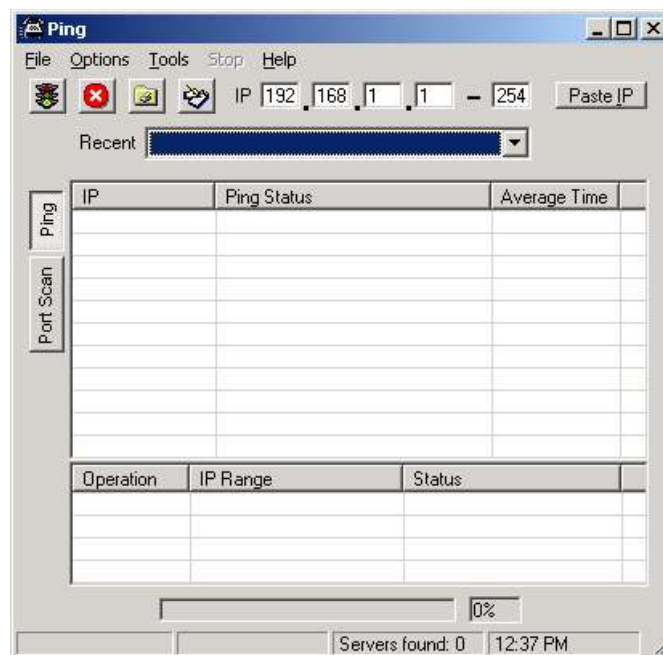 Ping
File Options Tools Stop Help
IP 192 . 168 . 1 . 1 - 254 Paste IP
Recent
Ping
Port Scan
IP Ping Status Average Time
Operation IP Range Status
0%
Servers found: 0 12:37 PM